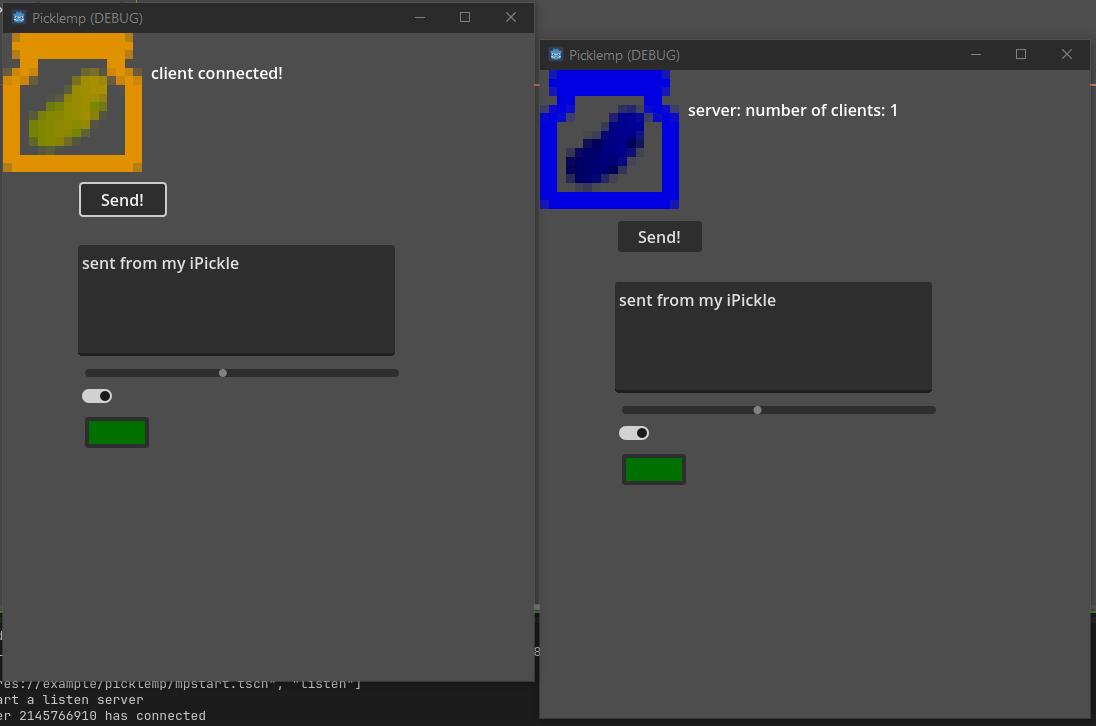 Picklemp (DEBUG)
client connected!
Send!
sent from my iPickle
Picklemp (DEBUG)
server: number of clients: 1
Send!
sent from my iPickle
res://example/picklemp/mpstart.tscn", "listen"]
art a listen server
er 2145766910 has connected